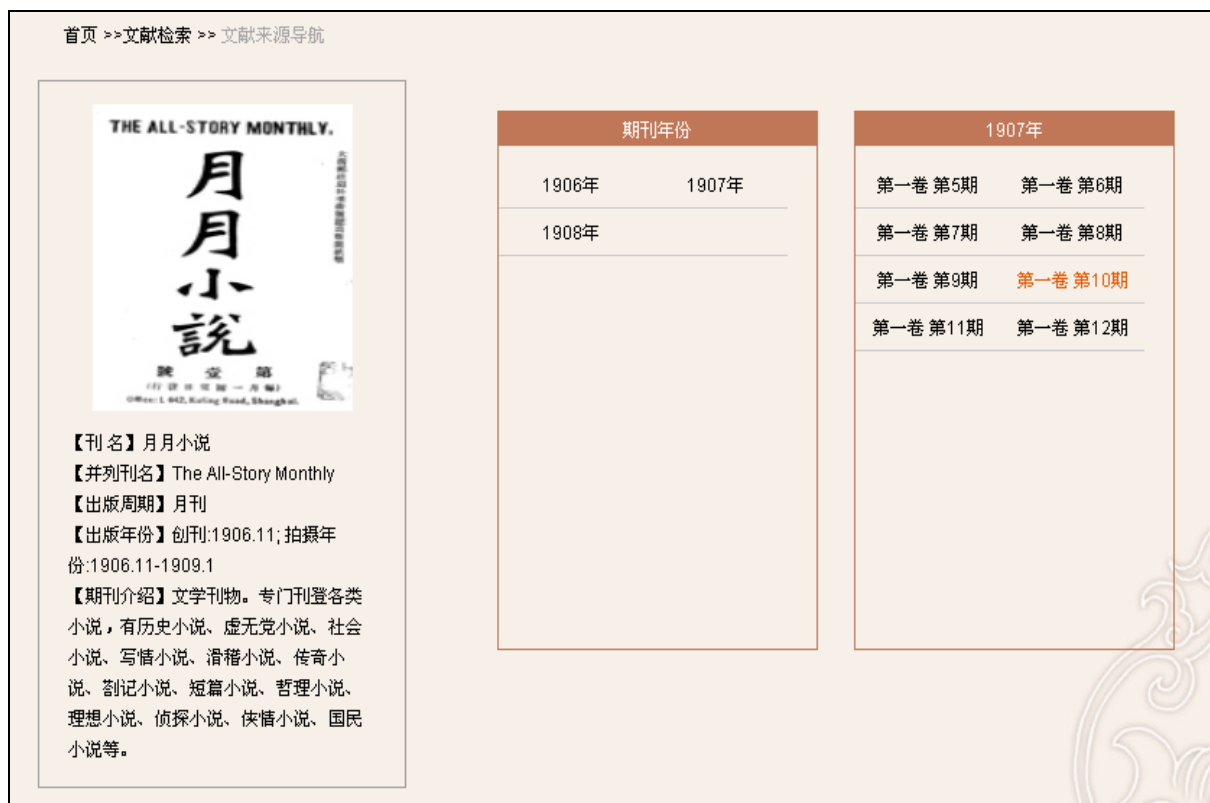 首页 >>文献检索 >> 文献来源导航
THE ALL-STORY MONTHLY.
月月小說
第壹號
Office: L 442, Kuling Road, Shanghai.
【刊 名】月月小说
【并列刊名】The All-Story Monthly
【出版周期】月刊
【出版年份】创刊:1906.11; 拍摄年
份:1906.11-1909.1
【期刊介绍】文学刊物。专门刊登各类
小说，有历史小说、虚无党小说、社会
小说、写情小说、滑稽小说、传奇小
说、劄记小说、短篇小说、哲理小说、
理想小说、侦探小说、侠情小说、国民
小说等。
期刊年份
1906年 1907年
1908年
1907年
第一卷 第5期 第一卷 第6期
第一卷 第7期 第一卷 第8期
第一卷 第9期 第一卷 第10期
第一卷 第11期 第一卷 第12期